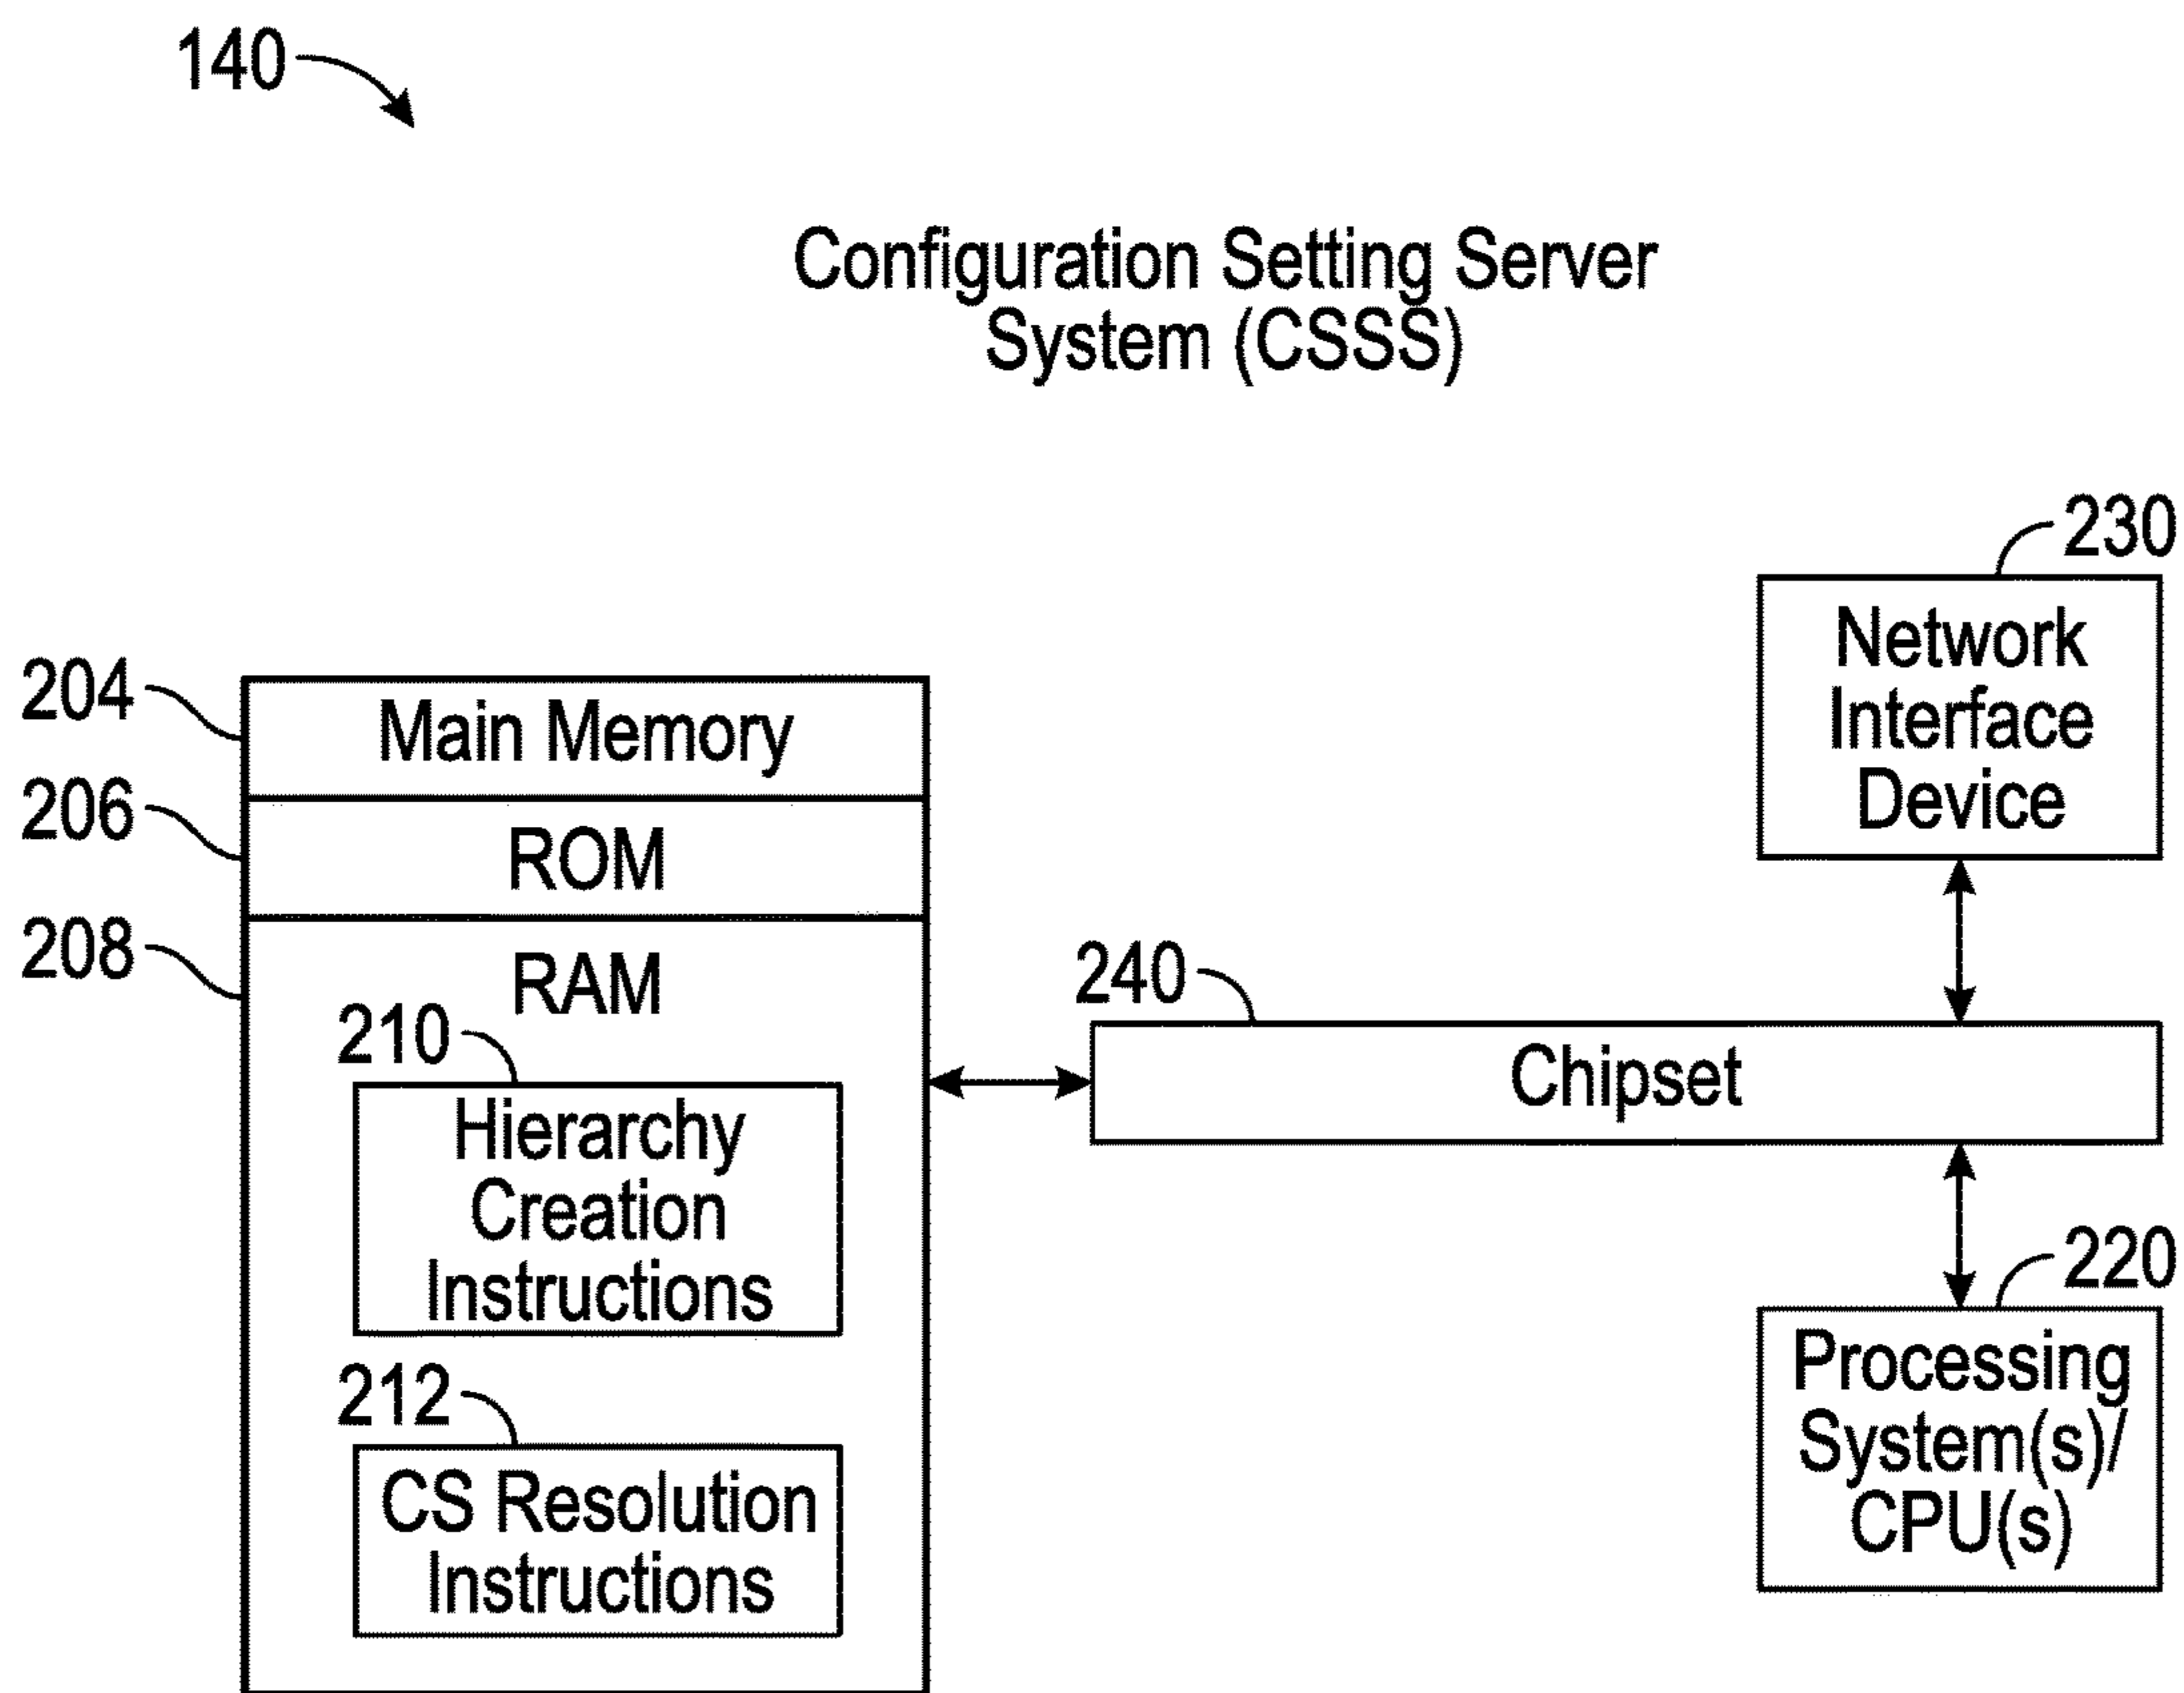 140
Configuration Setting Server
System (CSSS)
230
Network
Interface
Device
204
Main Memory
206
ROM
208
RAM
210
Hierarchy
Creation
Instructions
212
CS Resolution
Instructions
240
Chipset
220
Processing
System(s)/
CPU(s)